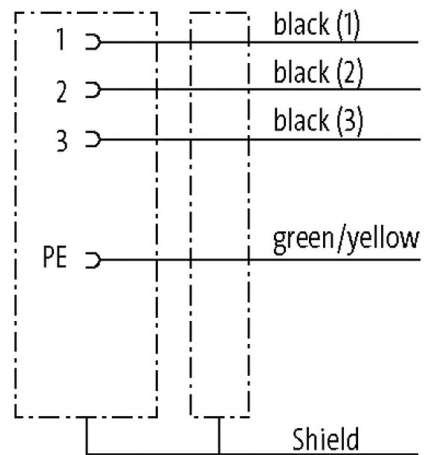 1 black (1)
2 black (2)
3 black (3)
PE green/yellow
Shield